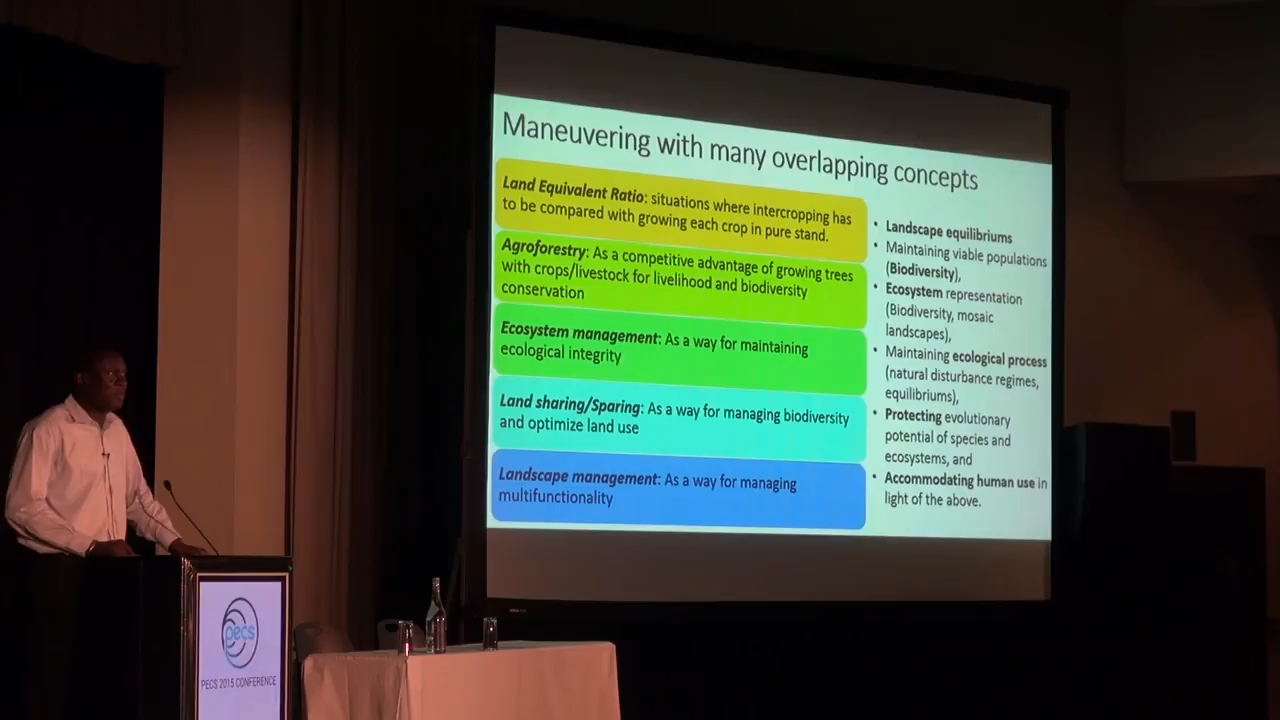 Maneuvering with many overlapping concepts
Land Equivalent Ratio: situations where intercropping has
to be compared with growing each crop in pure stand.
Agroforestry: As a competitive advantage of growing trees
with crops/livestock for livelihood and biodiversity
conservation
Ecosystem management: As a way for maintaining
ecological integrity
Land sharing/Sparing: As a way for managing biodiversity
and optimize land use
Landscape management: As a way for managing
multifunctionality
• Landscape equilibriums
• Maintaining viable populations
(Biodiversity),
• Ecosystem representation
(Biodiversity, mosaic
landscapes),
• Maintaining ecological process
(natural disturbance regimes,
equilibriums),
• Protecting evolutionary
potential of species and
ecosystems, and
• Accommodating human use in
light of the above.
pecs
PECS 2015 CONFERENCE